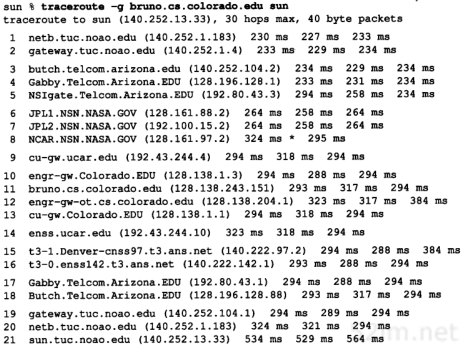 sun % traceroute -g bruno.cs.colorado.edu sun
traceroute to sun (140.252.13.33), 30 hops max, 40 byte packets
1 netb.tuc.noao.edu (140.252.1.183) 230 ms 227 ms 233 ms
2 gateway.tuc.noao.edu (140.252.1.4) 233 ms 229 ms 234 ms
3 butch.telcom.arizona.edu (140.252.104.2) 234 ms 229 ms 234 ms
4 Gabby.Telcom.Arizona.EDU (128.196.128.1) 233 ms 231 ms 234 ms
5 NSIgate.Telcom.Arizona.EDU (192.80.43.3) 294 ms 258 ms 234 ms
6 JPL1.NSN.NASA.GOV (128.161.88.2) 264 ms 258 ms 264 ms
7 JPL2.NSN.NASA.GOV (192.100.15.2) 264 ms 258 ms 264 ms
8 NCAR.NSN.NASA.GOV (128.161.97.2) 324 ms * 295 ms
9 cu-gw.ucar.edu (192.43.244.4) 294 ms 318 ms 294 ms
10 engr-gw.Colorado.EDU (128.138.1.3) 294 ms 288 ms 294 ms
11 bruno.cs.colorado.edu (128.138.243.151) 293 ms 317 ms 294 ms
12 engr-gw-ot.cs.colorado.edu (128.138.204.1) 323 ms 317 ms 384 ms
13 cu-gw.Colorado.EDU (128.138.1.1) 294 ms 318 ms 294 ms
14 enss.ucar.edu (192.43.244.10) 323 ms 318 ms 294 ms
15 t3-1.Denver-cnss97.t3.ans.net (140.222.97.2) 294 ms 288 ms 384 ms
16 t3-0.enss142.t3.ans.net (140.222.142.1) 293 ms 288 ms 294 ms
17 Gabby.Telcom.Arizona.EDU (192.80.43.1) 294 ms 288 ms 294 ms
18 Butch.Telcom.Arizona.EDU (128.196.128.88) 293 ms 317 ms 294 ms
19 gateway.tuc.noao.edu (140.252.104.1) 294 ms 289 ms 294 ms
20 netb.tuc.noao.edu (140.252.1.183) 324 ms 321 ms 294 ms
21 sun.tuc.noao.edu (140.252.13.33) 534 ms 529 ms 564 ms